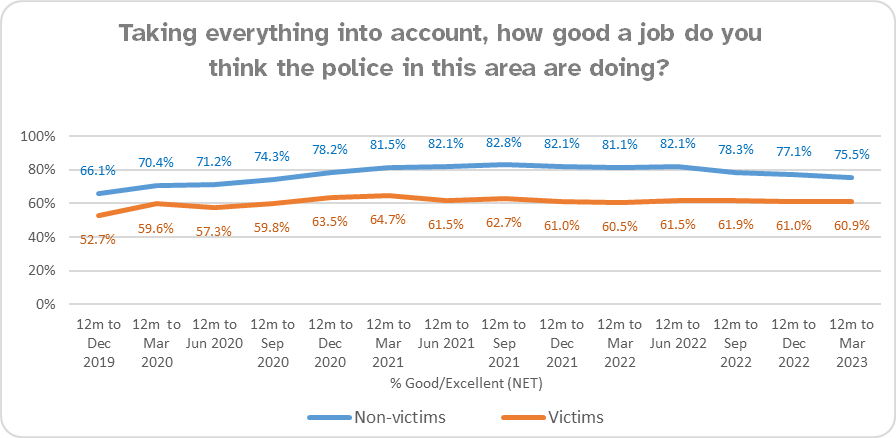 Taking everything into account, how good a job do you
think the police in this area are doing?
100%
80%
60%
40%
20%
0%
66.1% 70.4% 71.2% 74.3% 78.2% 81.5% 82.1% 82.8% 82.1% 81.1% 82.1% 78.3% 77.1% 75.5%
52.7% 59.6% 57.3% 59.8% 63.5% 64.7% 61.5% 62.7% 61.0% 60.5% 61.5% 61.9% 61.0% 60.9%
12m to 12m to 12m to 12m to 12m to 12m to 12m to 12m to 12m to 12m to 12m to 12m to 12m to 12m to
Dec Mar Jun 2020 Sep Dec Mar Jun 2021 Sep Dec Mar Jun 2022 Sep Dec Mar
2019 2020 2020 2020 2021 2021 2021 2022 2022 2022 2023
% Good/Excellent (NET)
Non-victims Victims